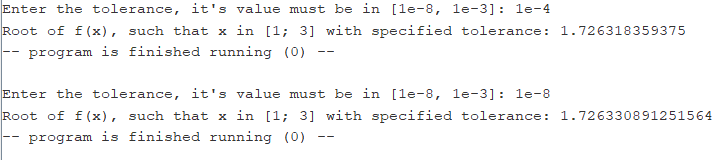 Enter the tolerance, it's value must be in [1e-8, 1e-3]: 1e-4
Root of f(x), such that x in [1; 3] with specified tolerance: 1.726318359375
-- program is finished running (0) --
Enter the tolerance, it's value must be in [1e-8, 1e-3]: 1e-8
Root of f(x), such that x in [1; 3] with specified tolerance: 1.726330891251564
-- program is finished running (0) --